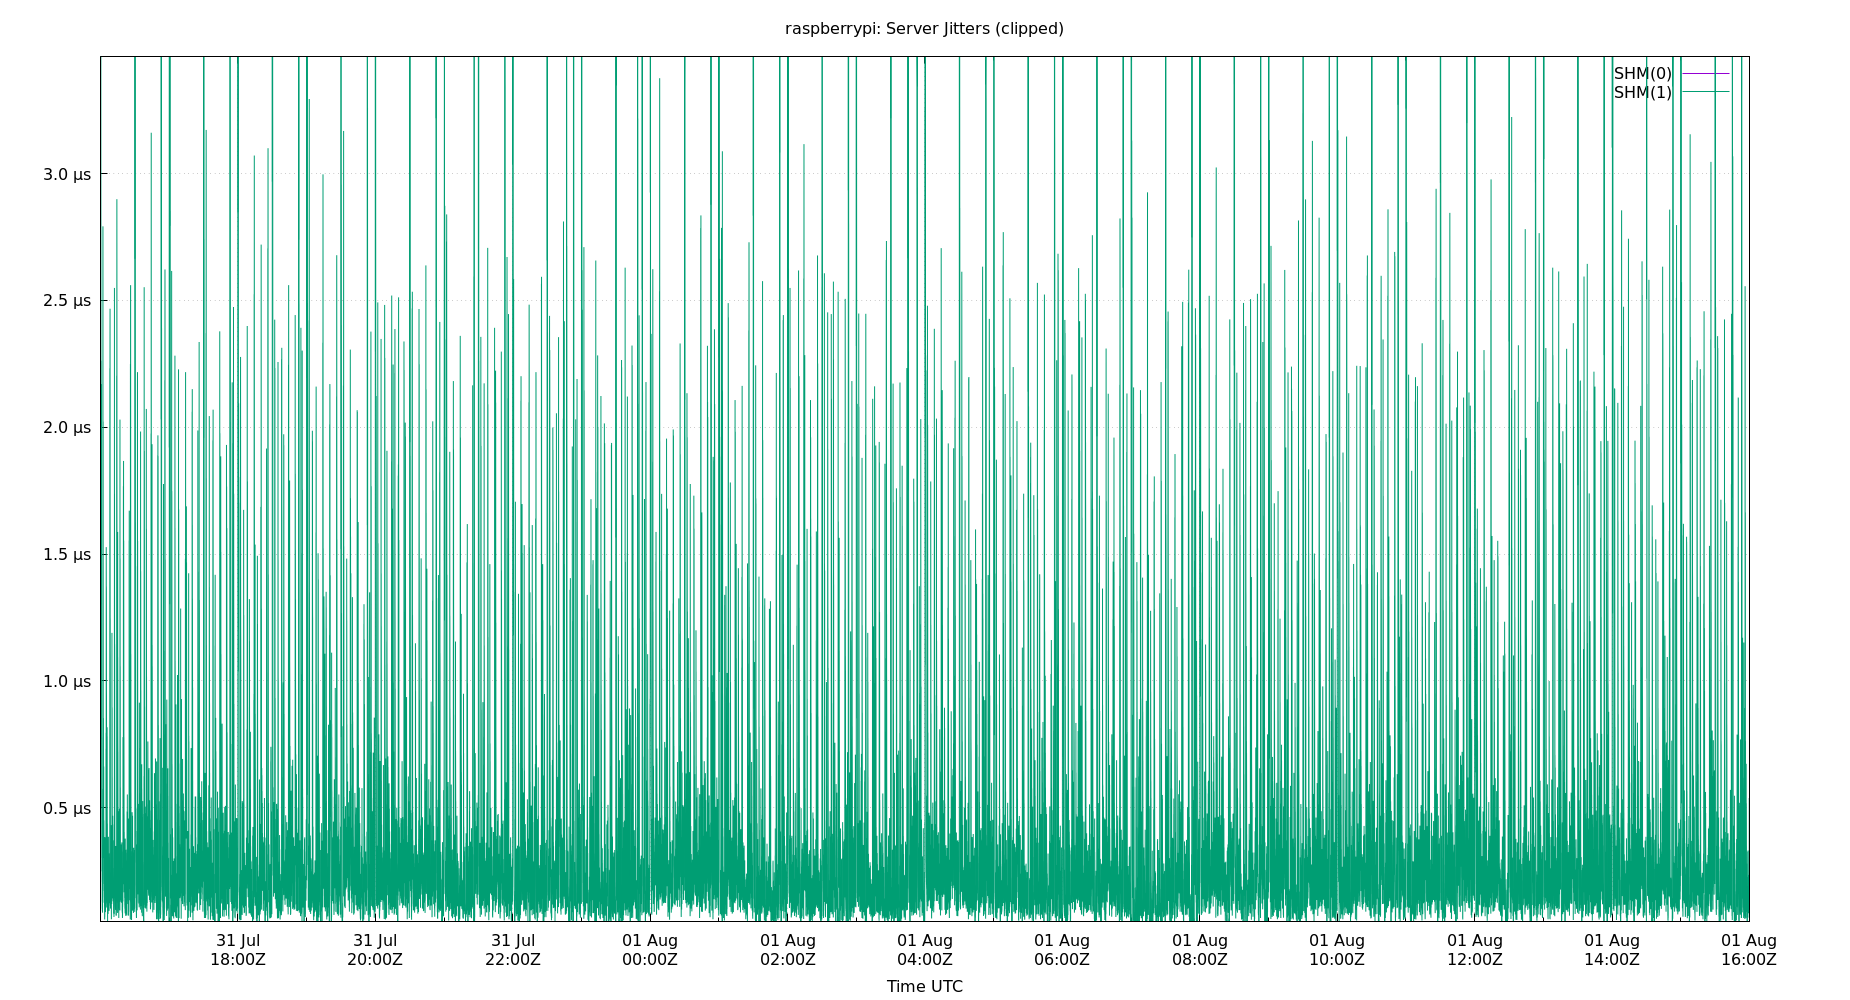 raspberrypi: Server Jitters (clipped)
SHM(0)
SHM(1)
3.0 µs
2.5 µs
2.0 µs
1.5 µs
1.0 µs
0.5 µs
31 Jul 31 Jul 31 Jul 01 Aug 01 Aug 01 Aug 01 Aug 01 Aug 01 Aug 01 Aug 01 Aug 01 Aug
18:00Z 20:00Z 22:00Z 00:00Z 02:00Z 04:00Z 06:00Z 08:00Z 10:00Z 12:00Z 14:00Z 16:00Z
Time UTC